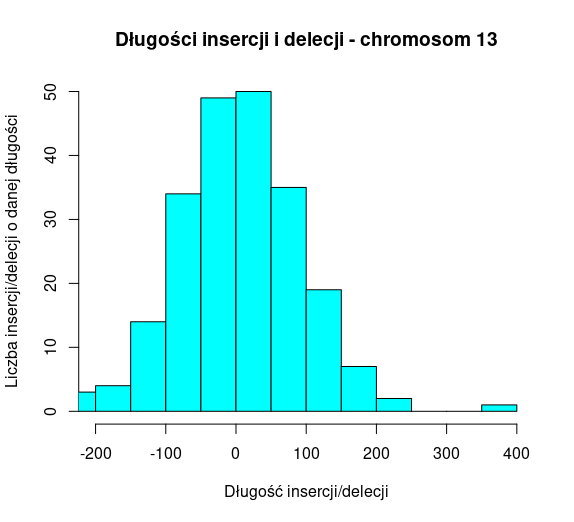 Długości insercji i delecji - chromosom 13
Liczba insercji/delecji o danej długości
50
40
30
20
10
0
-200 -100 0 100 200 300 400
Długość insercji/delecji